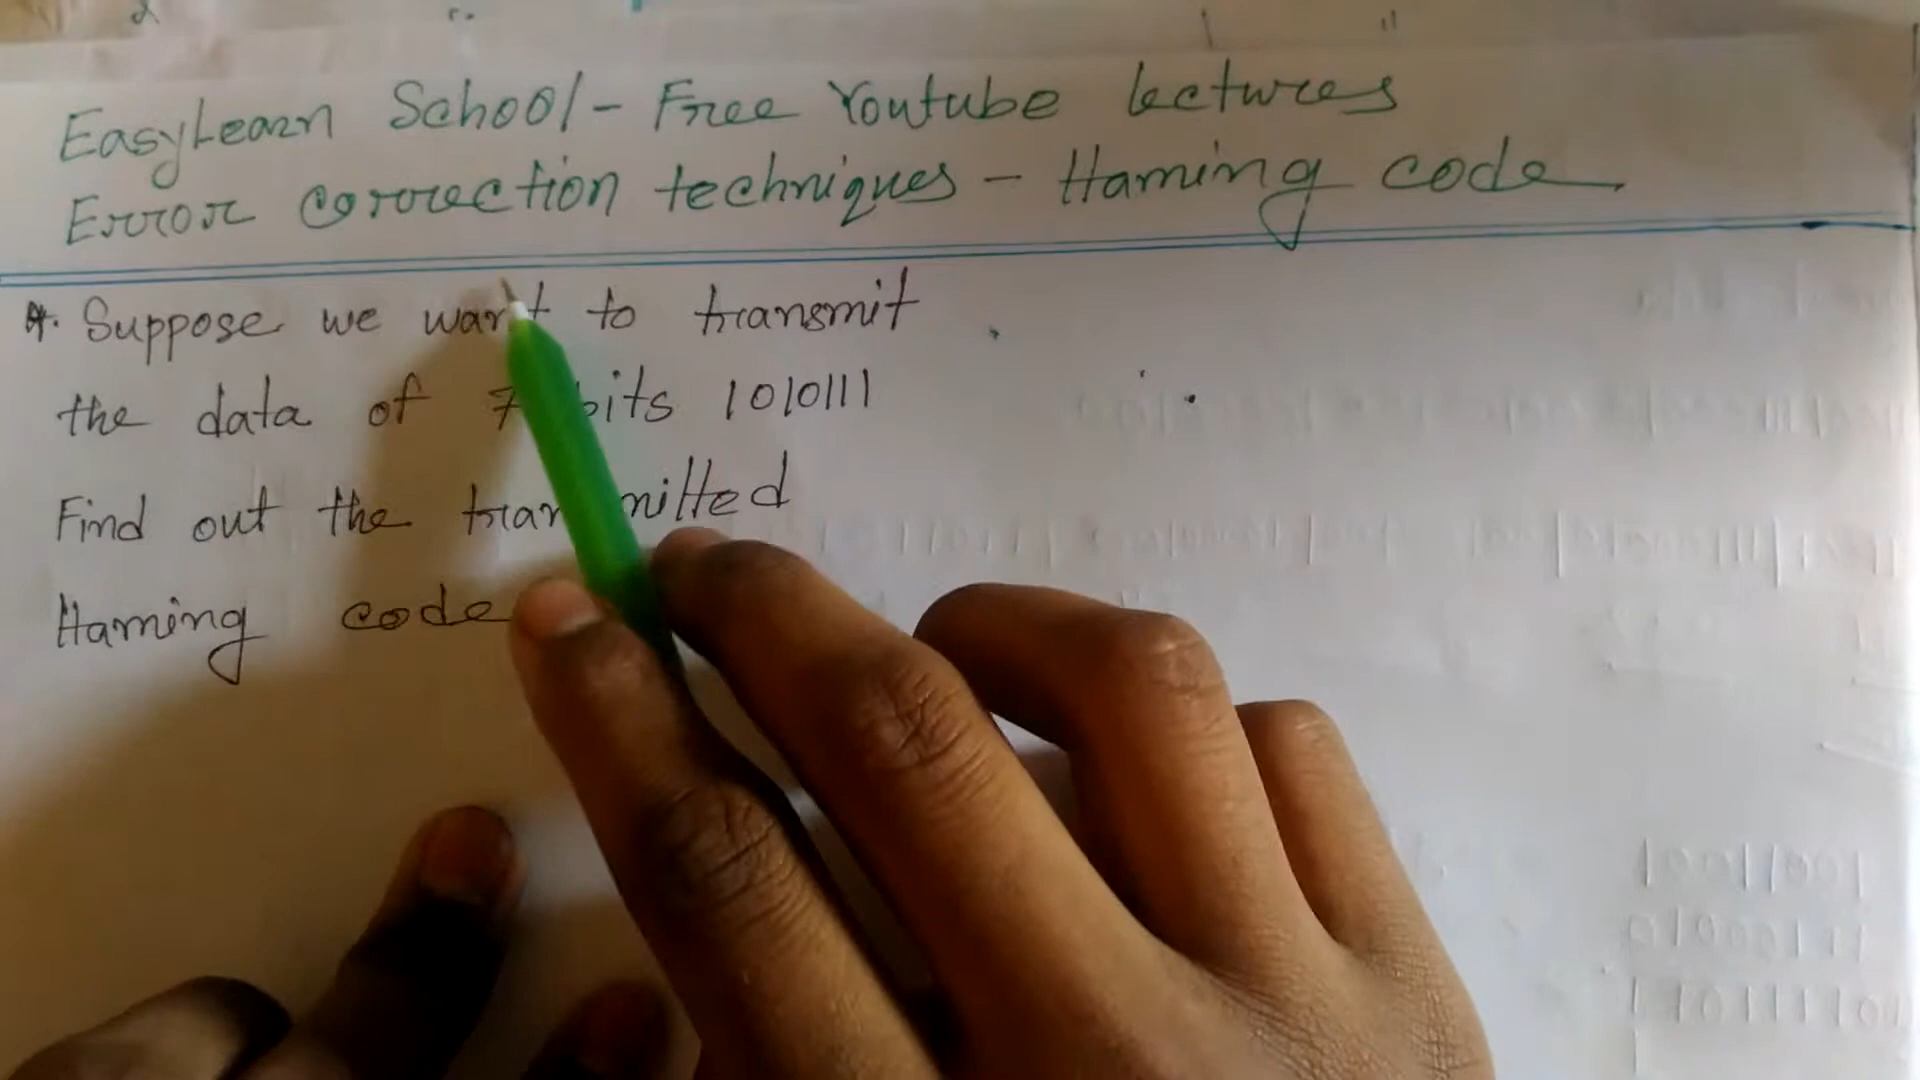 EasyLearn School - Free Youtube lectures
Error correction techniques - Haming code
*. Suppose we want to transmit
the data of 7 bits 1010111
Find out the transmitted
Haming code